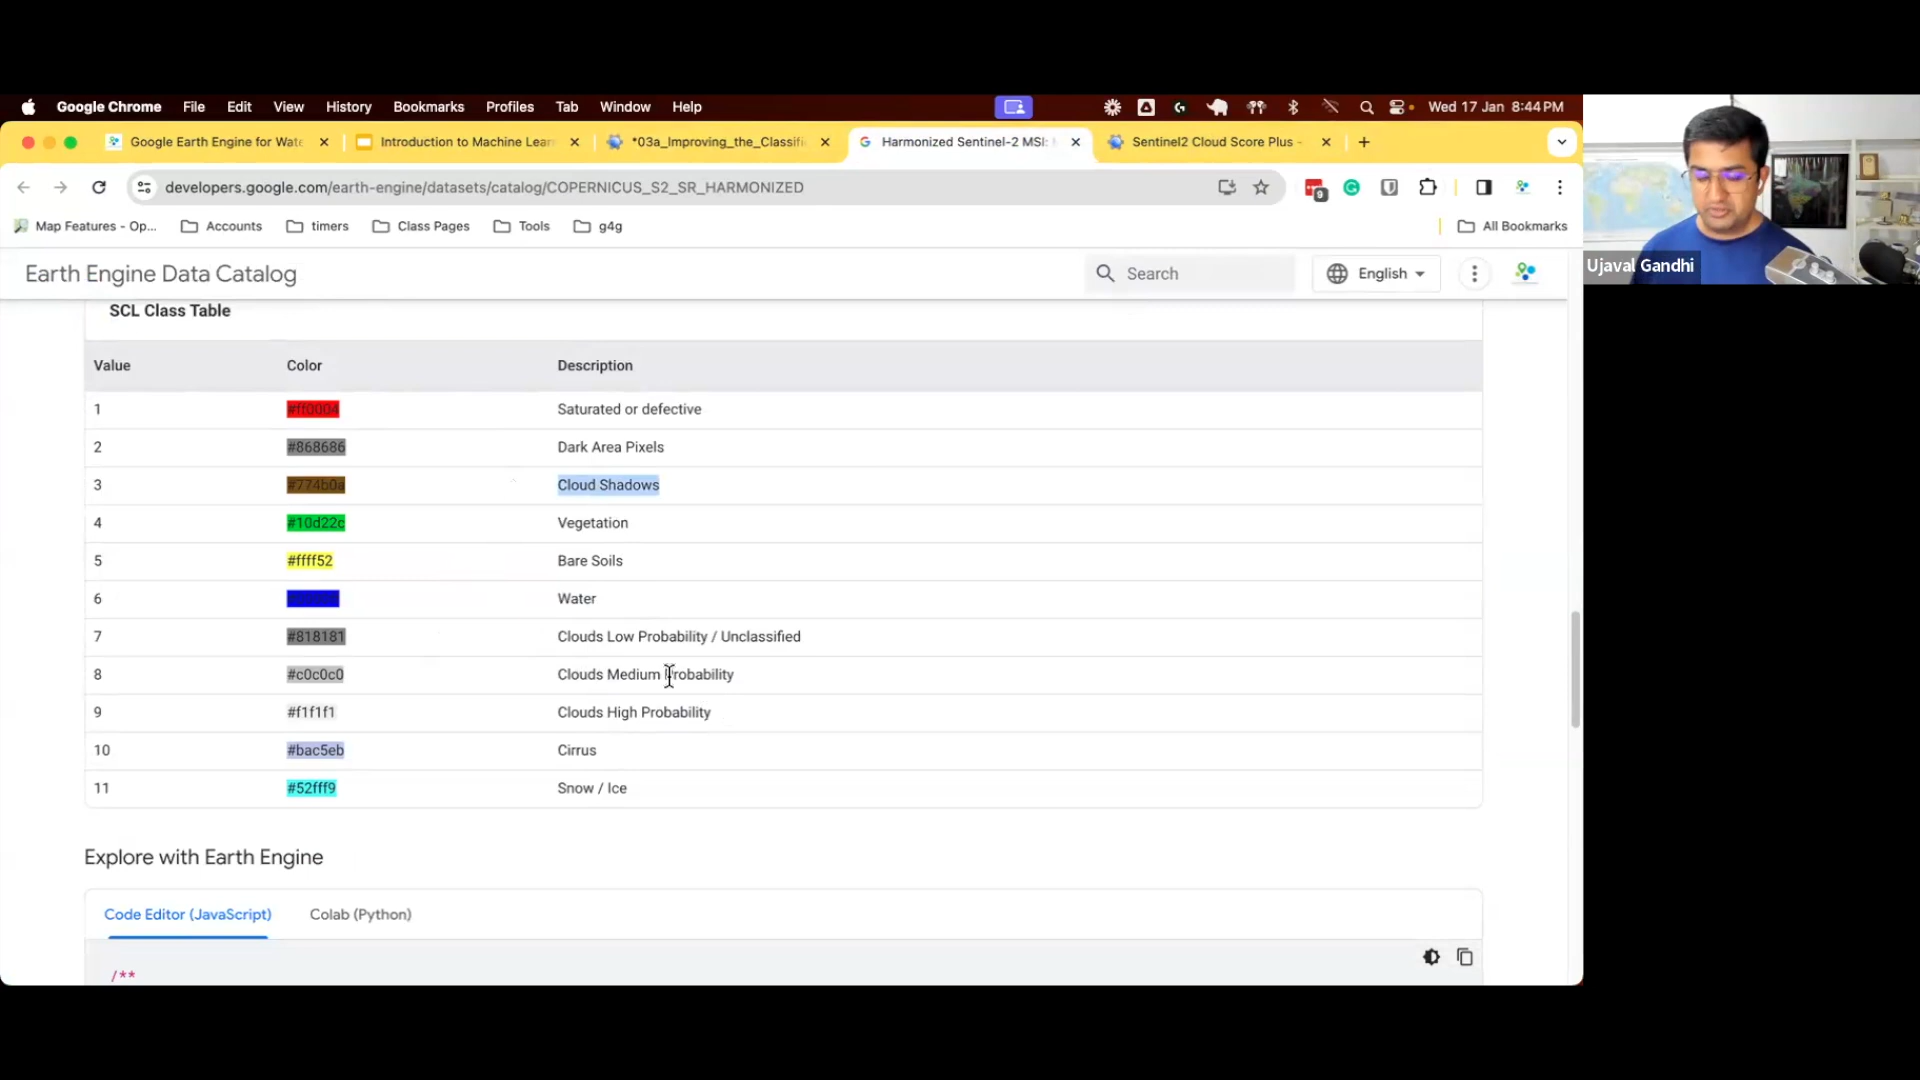 Google Chrome File Edit View History Bookmarks Profiles Tab Window Help Wed 17 Jan 8:44 PM
Google Earth Engine for Wate
Introduction to Machine Lear
*03a_Improving_the_Classifi
Harmonized Sentinel-2 MSI:
Sentinel2 Cloud Score Plus -
developers.google.com/earth-engine/datasets/catalog/COPERNICUS_S2_SR_HARMONIZED
9
Map Features - Op... Accounts timers Class Pages Tools g4g All Bookmarks
Ujaval Gandhi
Earth Engine Data Catalog Search English
SCL Class Table
Value Color Description
1 #ff0004 Saturated or defective
2 #868686 Dark Area Pixels
3 #774b0a Cloud Shadows
4 #10d22c Vegetation
5 #ffff52 Bare Soils
6 Water
7 #818181 Clouds Low Probability / Unclassified
8 #c0c0c0 Clouds Medium Probability
9 #f1f1f1 Clouds High Probability
10 #bac5eb Cirrus
11 #52fff9 Snow / Ice
Explore with Earth Engine
Code Editor (JavaScript) Colab (Python)
/**